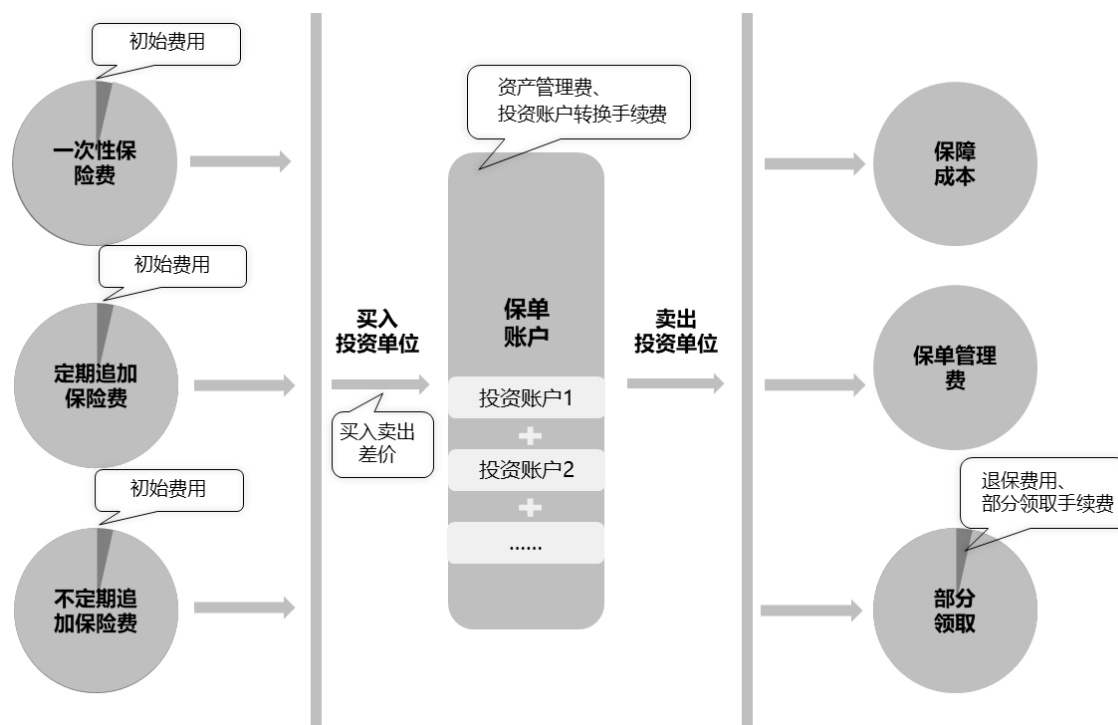 初始费用
一次性保
险费
初始费用
定期追加
保险费
初始费用
不定期追
加保险费
买入
投资单位
买入卖出
差价
资产管理费、
投资账户转换手续费
保单
账户
投资账户1
+
投资账户2
+
......
卖出
投资单位
保障
成本
保单管理
费
退保费用、
部分领取手续费
部分
领取